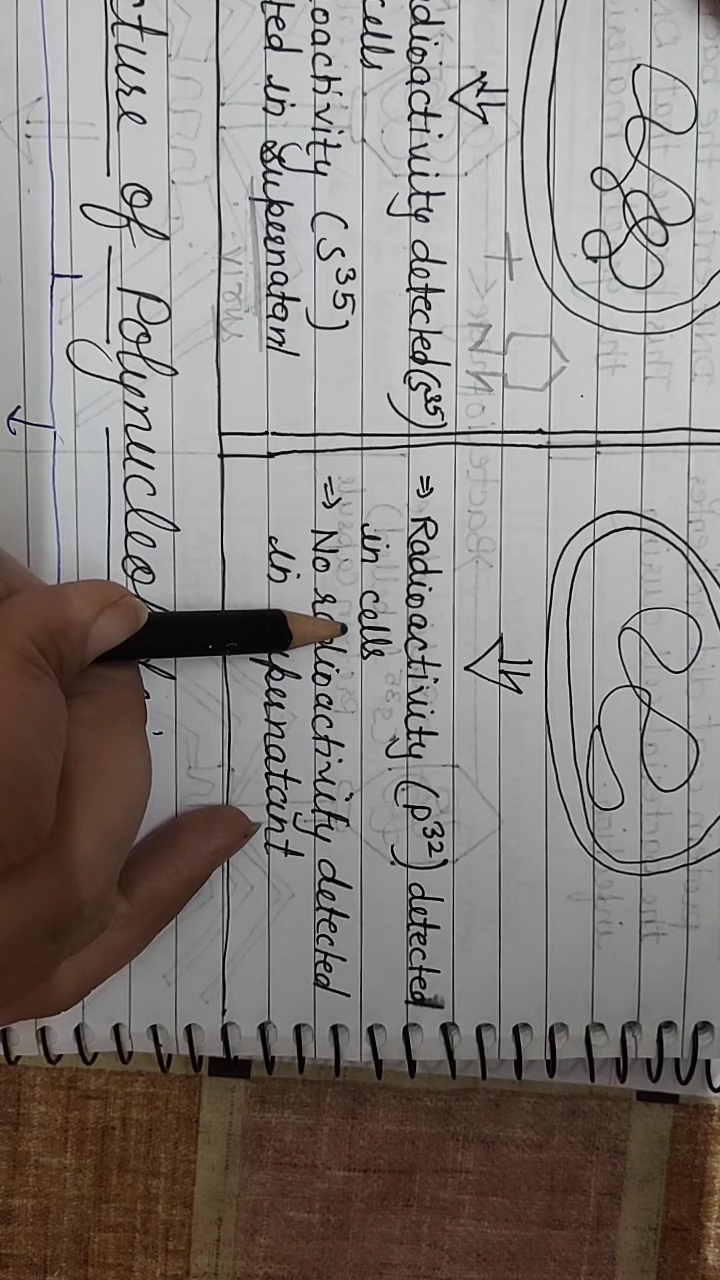 adioactivity detected (S35)
cells
oactivity (S35)
ted in Supernatant
⇒ Radioactivity (P32) detected
in cells
⇒ No radioactivity detected
in pernatant
cture of Polynucleo